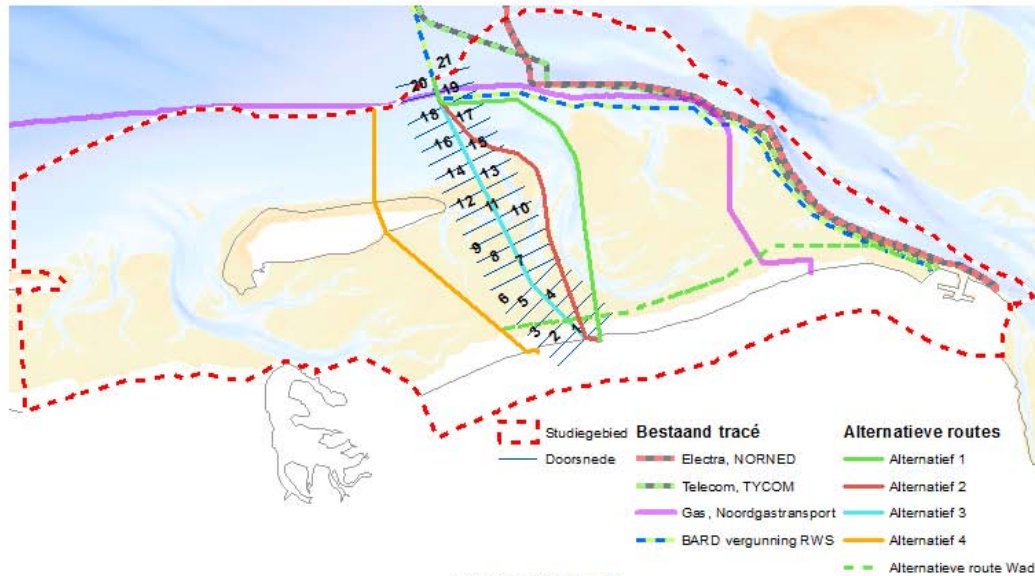 21
20
19
18
17
16
15
14
13
12
11
10
9
8
7
6
5
4
3
2
1
Studiegebied
Doorsnede
Bestaand tracé
Electra, NORNED
Telecom, TYCOM
Gas, Noordgastransport
BARD vergunning RWS
Alternatieve routes
Alternatief 1
Alternatief 2
Alternatief 3
Alternatief 4
Alternatieve route Wad